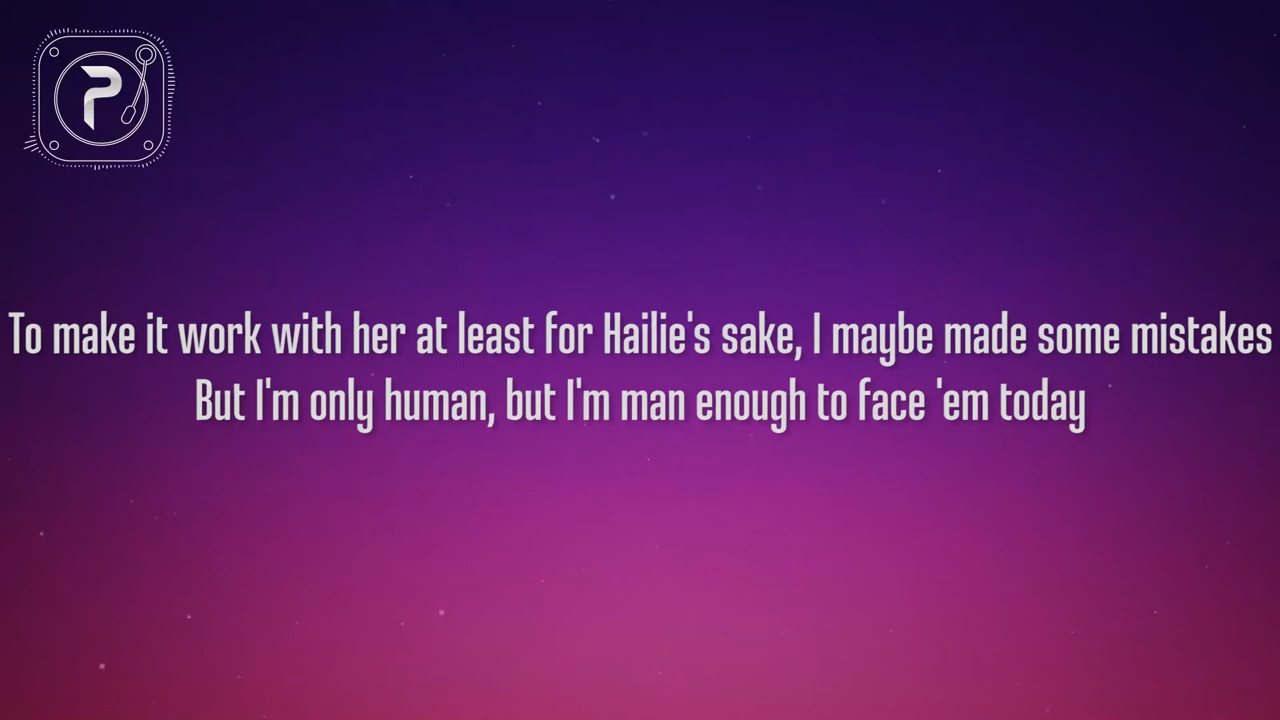 P
To make it work with her at least for Hailie's sake, I maybe made some mistakes
But I'm only human, but I'm man enough to face 'em today